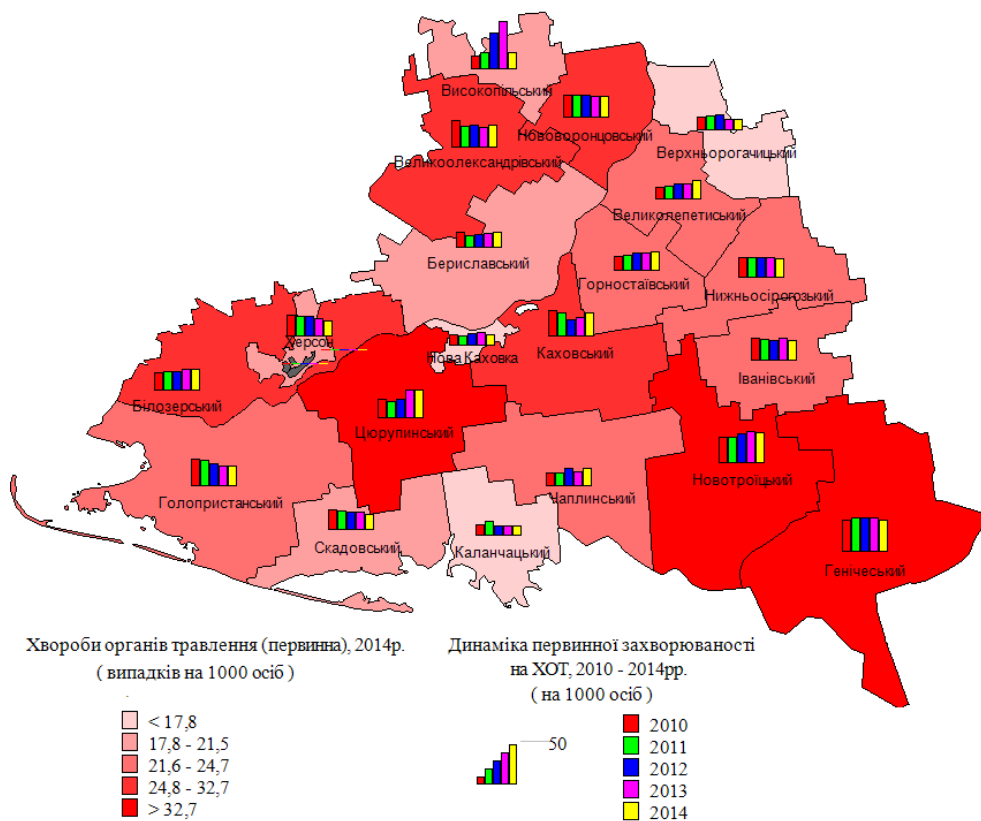 Високопільський
Нововоронцовський
Великоолександрівський
Верхньорогачицький
Великолепетиський
Бериславський
Горностаївський
Нижньосірогозький
Херсон
Нова Каховка
Каховський
Іванівський
Білозерський
Цюрупинський
Новотроїцький
Голопристанський
Чаплинський
Скадовський
Каланчацький
Генічеський
Хвороби органів травлення (первинна), 2014р.
( випадків на 1000 осіб )
< 17,8
17,8 - 21,5
21,6 - 24,7
24,8 - 32,7
> 32,7
Динаміка первинної захворюваності
на ХОТ, 2010 - 2014рр.
( на 1000 осіб )
50
2010
2011
2012
2013
2014